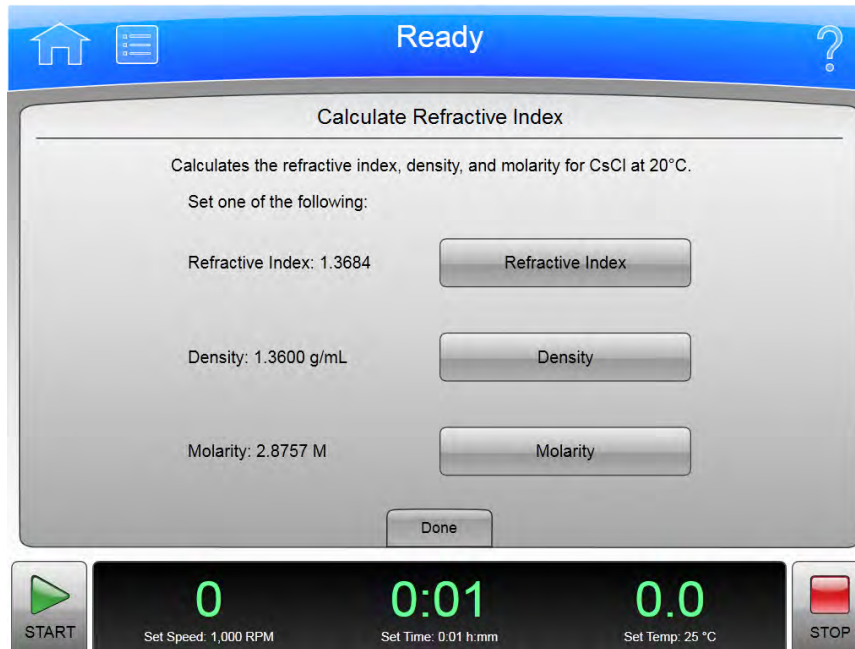 Ready
?
Calculate Refractive Index
Calculates the refractive index, density, and molarity for CsCl at 20°C.
Set one of the following:
Refractive Index: 1.3684
Refractive Index
Density: 1.3600 g/mL
Density
Molarity: 2.8757 M
Molarity
Done
START
0
Set Speed: 1,000 RPM
0:01
Set Time: 0:01 h:mm
0.0
Set Temp: 25 °C
STOP